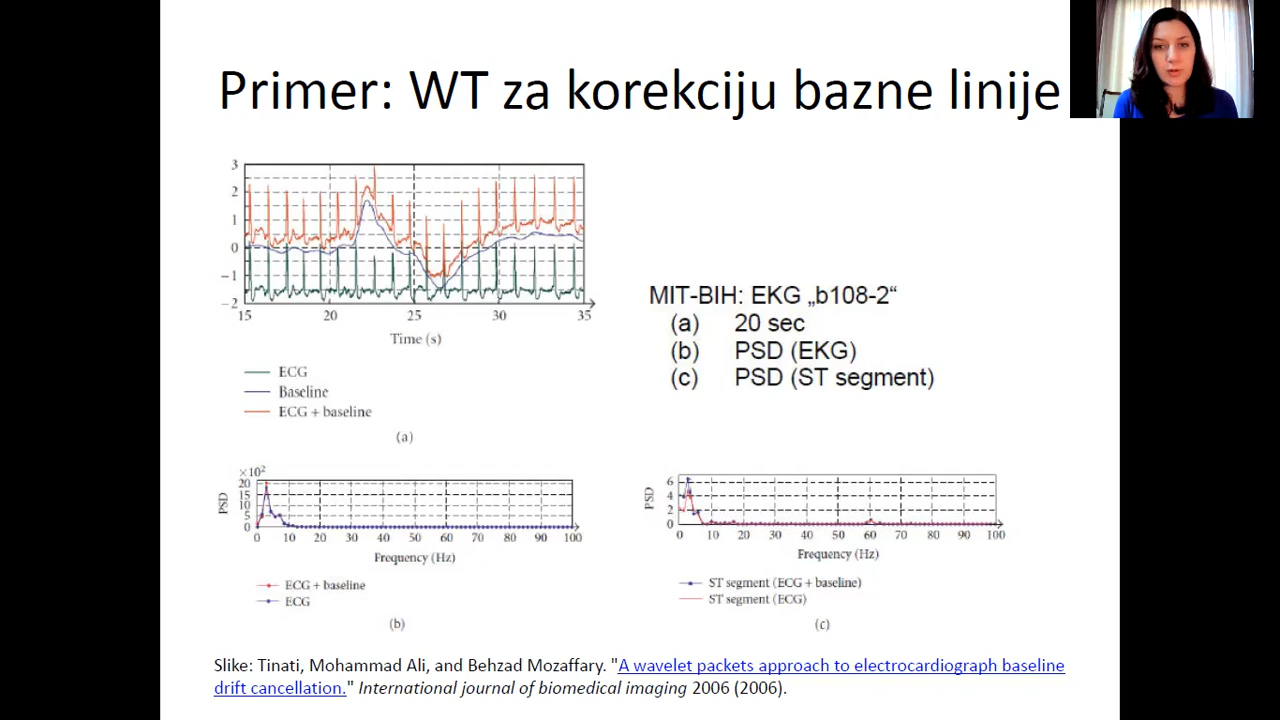 Primer: WT za korekciju bazne linije
3
2
1
0
−1
−2
15 20 25 30 35
Time (s)
ECG
Baseline
ECG + baseline
(a)
MIT-BIH: EKG „b108-2“
(a) 20 sec
(b) PSD (EKG)
(c) PSD (ST segment)
×10²
PSD
20
15
10
5
0
0 10 20 30 40 50 60 70 80 90 100
Frequency (Hz)
ECG + baseline
ECG
(b)
PSD
6
4
2
0
0 10 20 30 40 50 60 70 80 90 100
Frequency (Hz)
ST segment (ECG + baseline)
ST segment (ECG)
(c)
Slike: Tinati, Mohammad Ali, and Behzad Mozaffary. "A wavelet packets approach to electrocardiograph baseline
drift cancellation." International journal of biomedical imaging 2006 (2006).